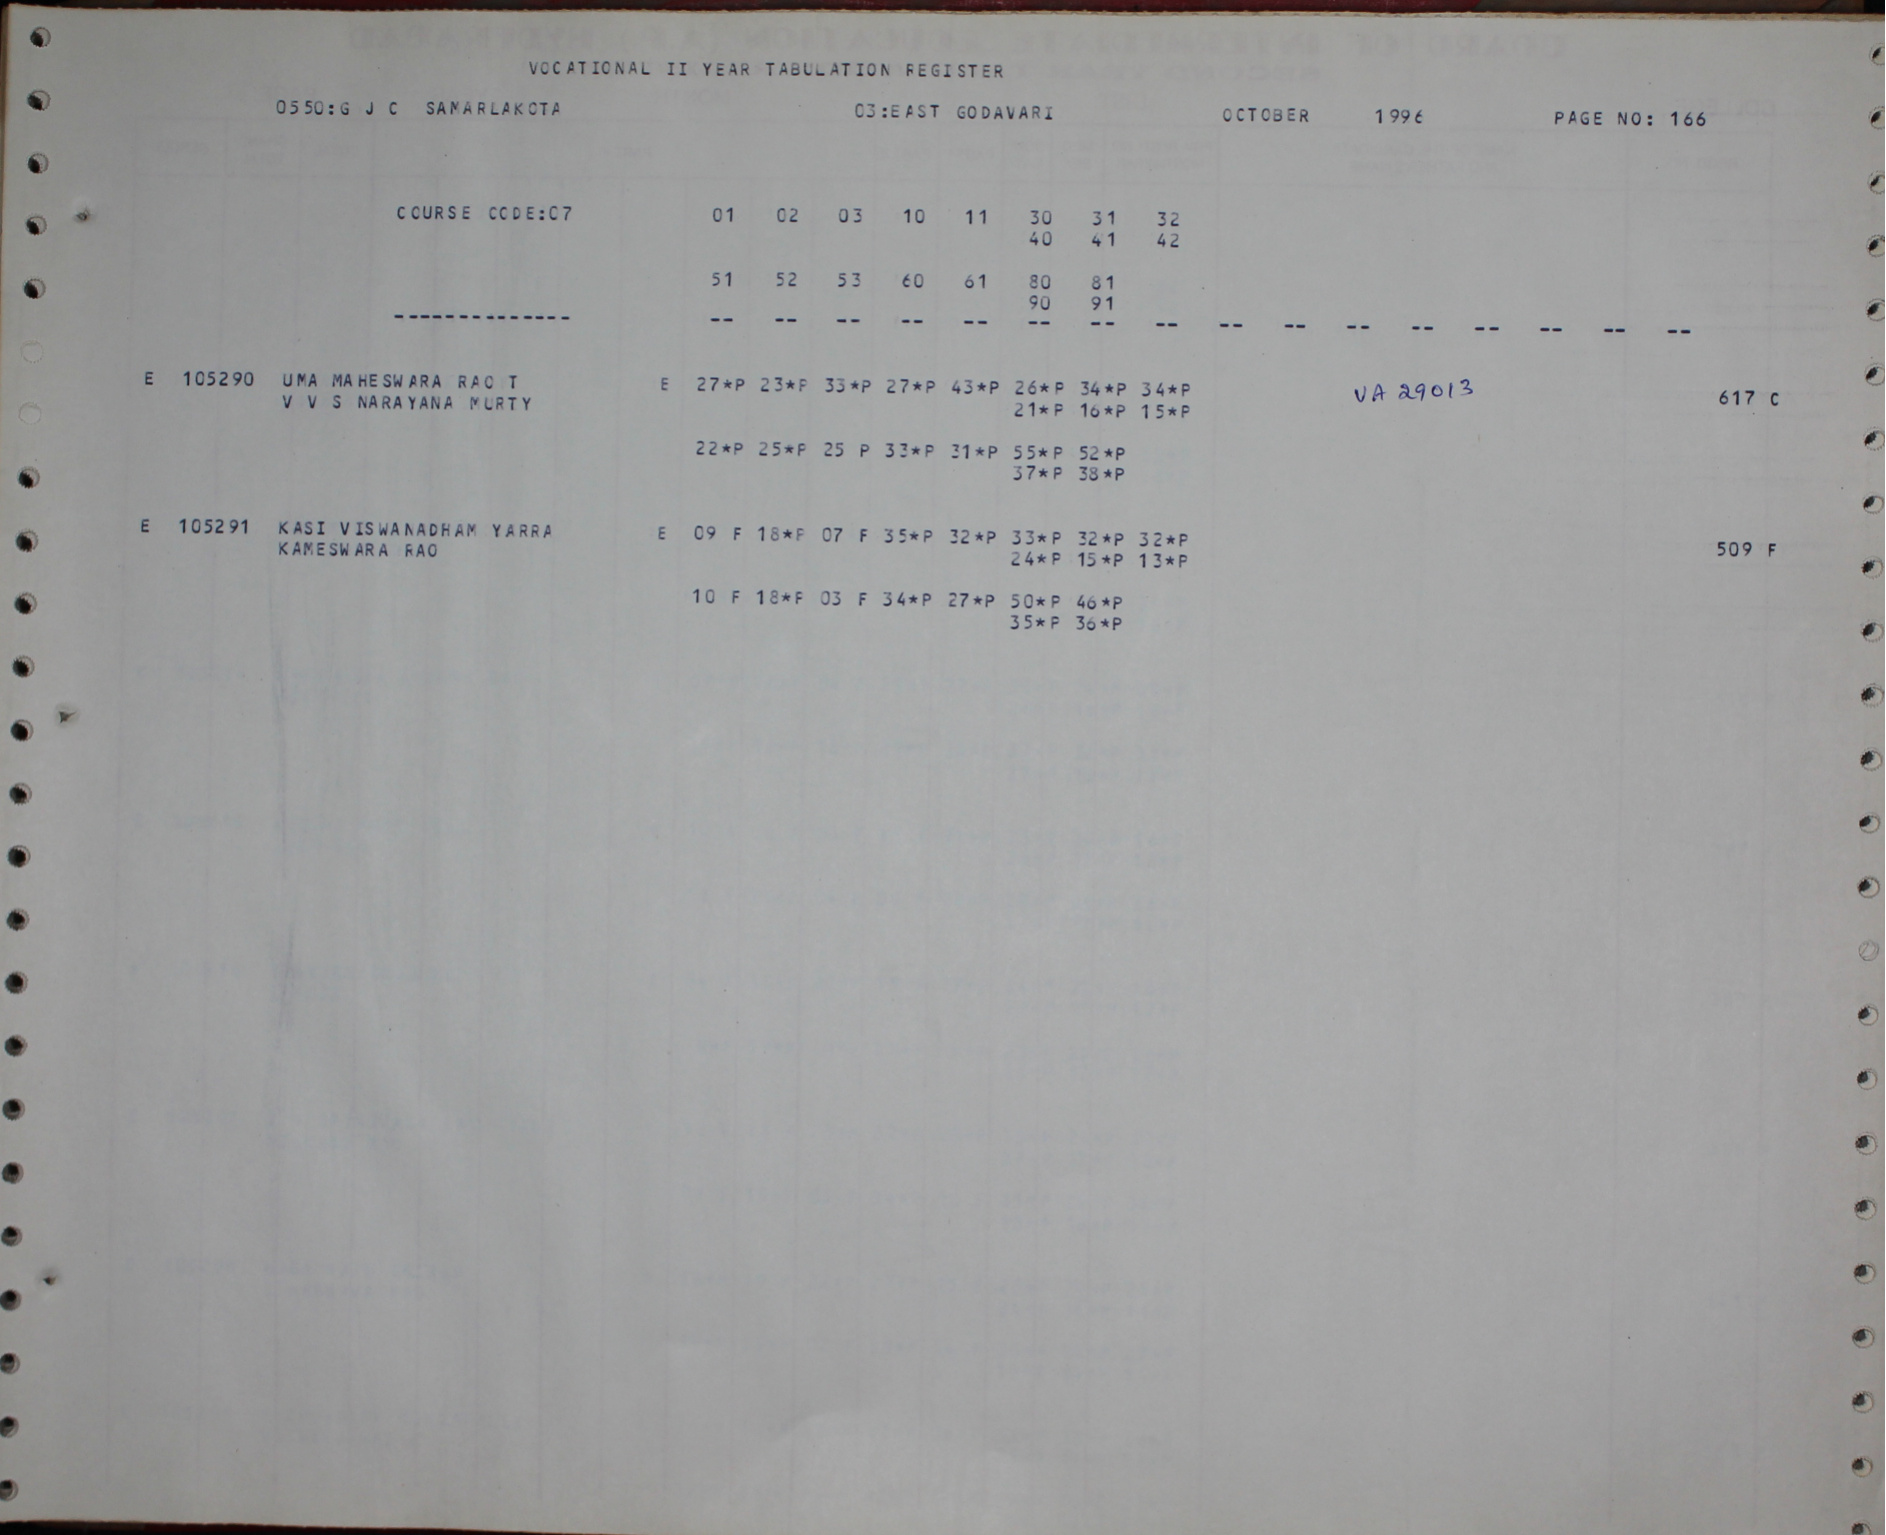 VOCATIONAL II YEAR TABULATION REGISTER
0550:G J C SAMARLAKOTA 03:EAST GODAVARI OCTOBER 1996 PAGE NO: 166
COURSE CODE:07 01 02 03 10 11 30 31 32
40 41 42
51 52 53 60 61 80 81
90 91
-------------- -- -- -- -- -- -- -- -- -- -- -- -- -- -- -- --
E 105290 UMA MAHESWARA RAO T E 27*P 23*P 33*P 27*P 43*P 26*P 34*P 34*P VA 29013
V V S NARAYANA MURTY 21*P 16*P 15*P 617 C
22*P 25*P 25 P 33*P 31*P 55*P 52*P
37*P 38*P
E 105291 KASI VISWANADHAM YARRA E 09 F 18*P 07 F 35*P 32*P 33*P 32*P 32*P
KAMESWARA RAO 24*P 15*P 13*P 509 F
10 F 18*P 03 F 34*P 27*P 50*P 46*P
35*P 36*P